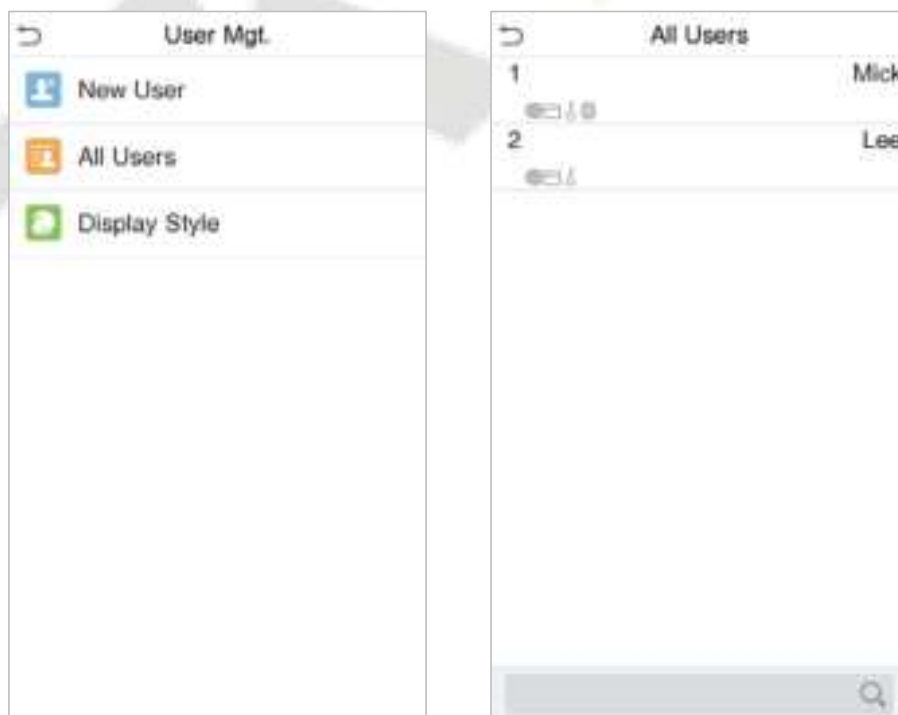 User Mgt.
New User
All Users
Display Style
All Users
1 Mick
2 Lee